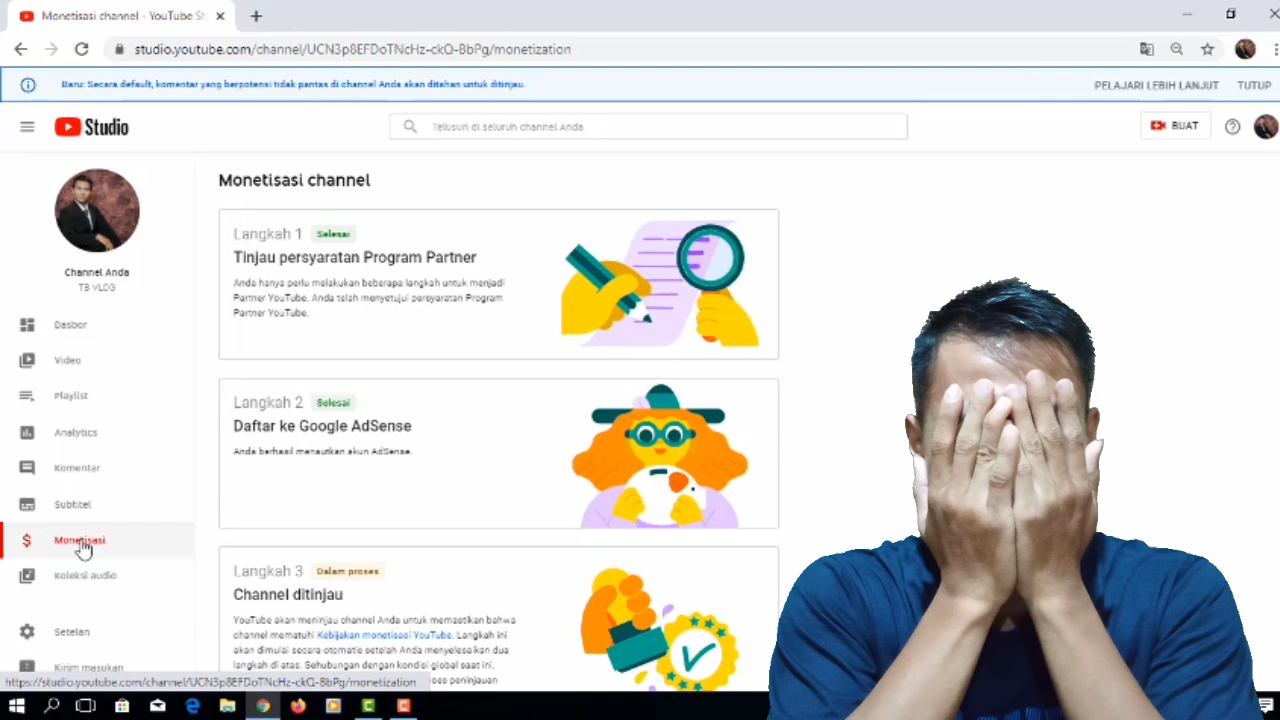 Monetisasi channel - YouTube St
studio.youtube.com/channel/UCN3p8EFDoTNcHz-ckQ-BbPg/monetization
Baru: Secara default, komentar yang berpotensi tidak pantas di channel Anda akan ditahan untuk ditinjau.
PELAJARI LEBIH LANJUT
TUTUP
Studio
Telusuri di seluruh channel Anda
BUAT
Channel Anda
TB VLOG
Dasbor
Video
Playlist
Analytics
Komentar
Subtitel
Monetisasi
Koleksi audio
Setelan
Kirim masukan
Monetisasi channel
Langkah 1 Selesai
Tinjau persyaratan Program Partner
Anda hanya perlu melakukan beberapa langkah untuk menjadi
Partner YouTube. Anda telah menyetujui persyaratan Program
Partner YouTube.
Langkah 2 Selesai
Daftar ke Google AdSense
Anda berhasil menautkan akun AdSense.
Langkah 3 Dalam proses
Channel ditinjau
YouTube akan meninjau channel Anda untuk memastikan bahwa
channel mematuhi Kebijakan monetisasi YouTube. Langkah ini
akan dimulai secara otomatis setelah Anda menyelesaikan dua
langkah di atas. Sehubungan dengan kondisi global saat ini,
peninjauan
https://studio.youtube.com/channel/UCN3p8EFDoTNcHz-ckQ-BbPg/monetization